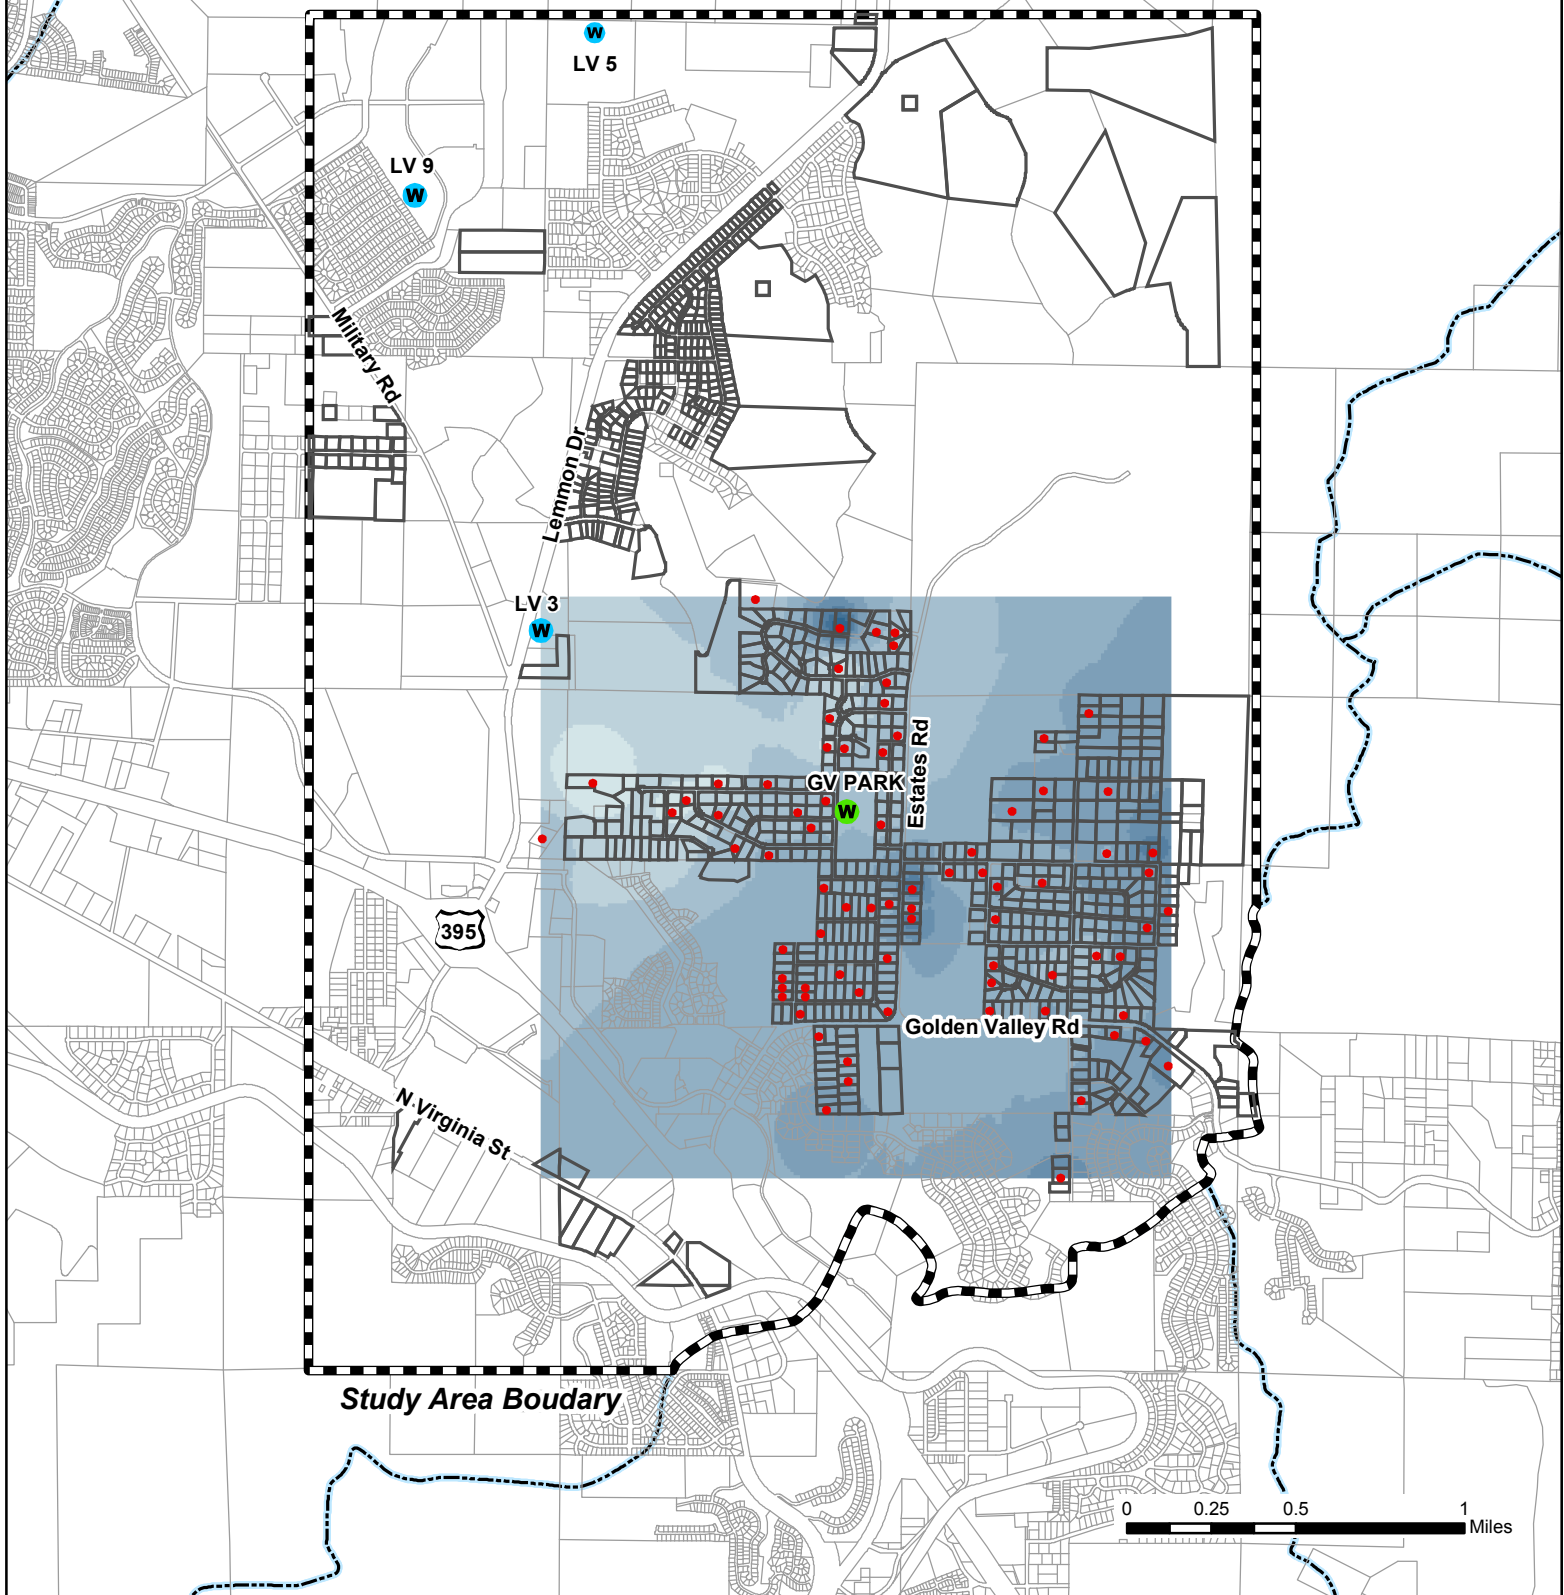 W
LV 5
LV 9
W
Military Rd
Lemmon Dr
LV 3
W
Estates Rd
GV PARK
W
395
Golden Valley Rd
N Virginia St
Study Area Boudary
0 0.25 0.5 1
Miles